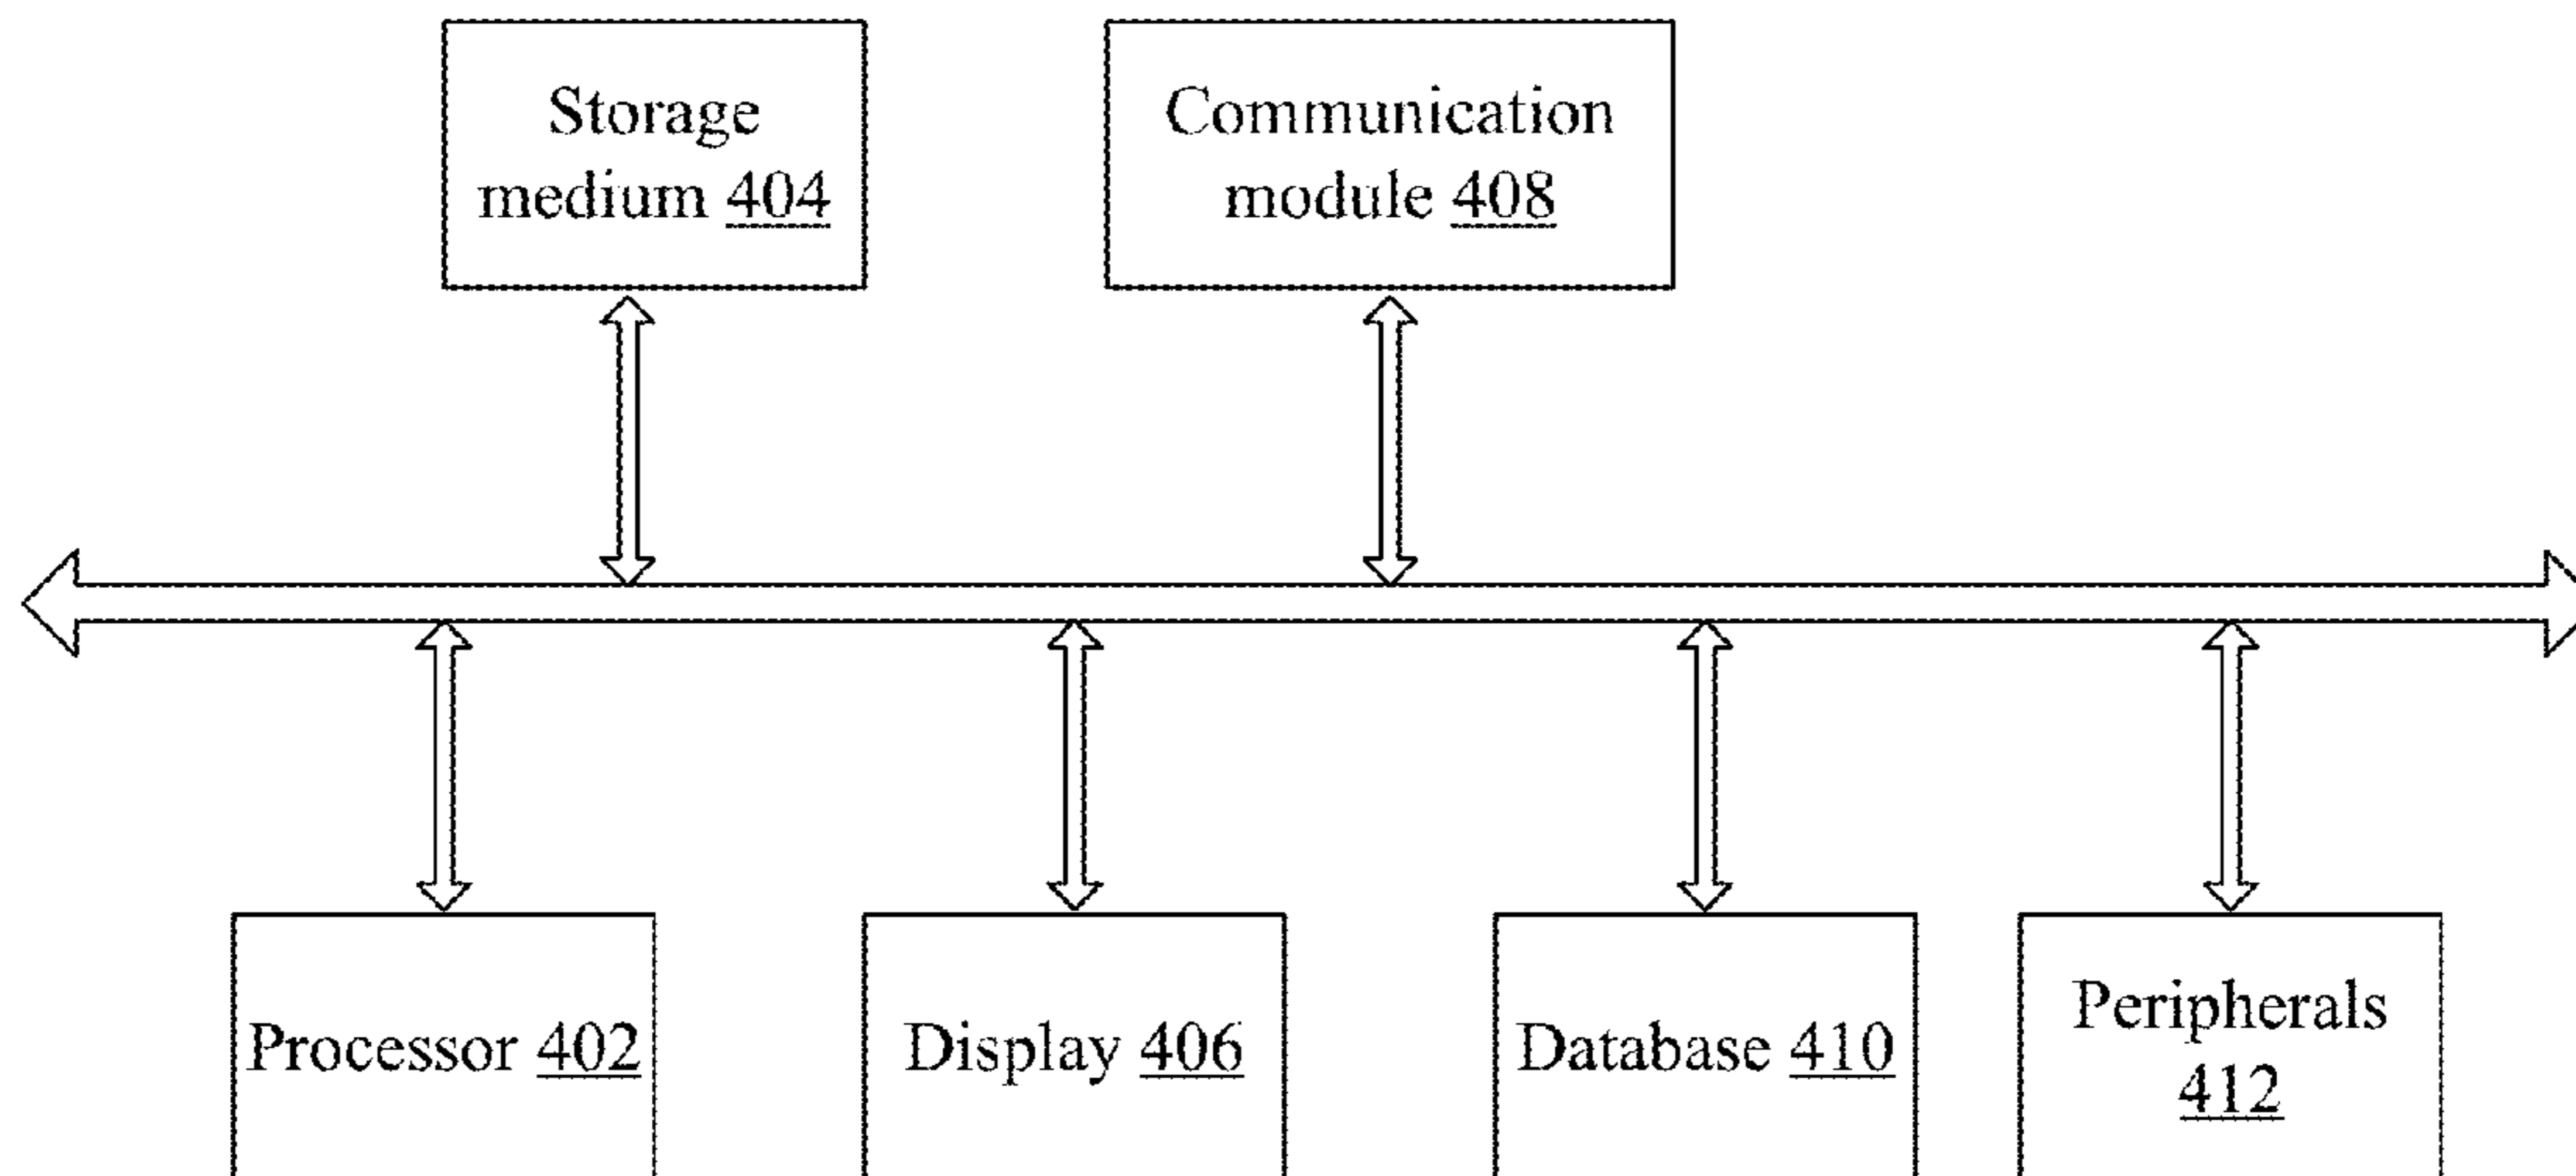 Storage
medium 404
Communication
module 408
Processor 402
Display 406
Database 410
Peripherals
412